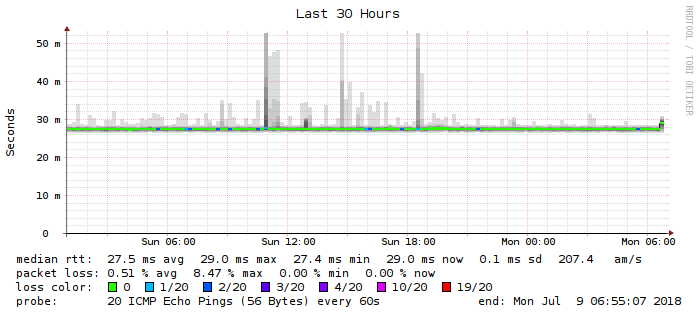 Last 30 Hours
RRDTOOL / TOBI OETIKER
Seconds
50 m
40 m
30 m
20 m
10 m
0
Sun 06:00 Sun 12:00 Sun 18:00 Mon 00:00 Mon 06:00
median rtt: 27.5 ms avg 29.0 ms max 27.4 ms min 29.0 ms now 0.1 ms sd 207.4 am/s
packet loss: 0.51 % avg 8.47 % max 0.00 % min 0.00 % now
loss color: 0 1/20 2/20 3/20 4/20 10/20 19/20
probe: 20 ICMP Echo Pings (56 Bytes) every 60s end: Mon Jul 9 06:55:07 2018